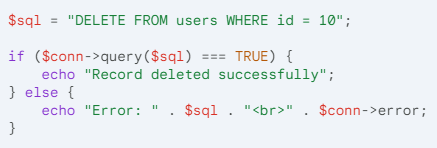 $sql = "DELETE FROM users WHERE id = 10";
if ($conn->query($sql) === TRUE) {
    echo "Record deleted successfully";
} else {
    echo "Error: " . $sql . "<br>" . $conn->error;
}